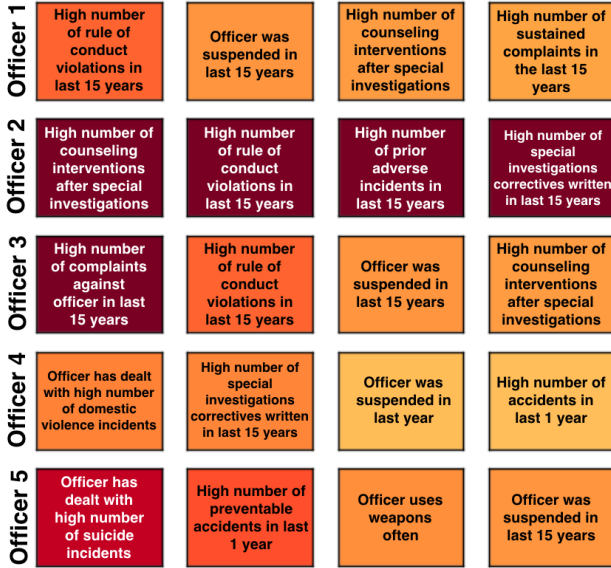 Officer 1
High number
of rule of
conduct
violations in
last 15 years
Officer was
suspended in
last 15 years
High number of
counseling
interventions
after special
investigations
High number of
sustained
complaints in
the last 15
years
Officer 2
High number of
counseling
interventions
after special
investigations
High number
of rule of
conduct
violations in
last 15 years
High number
of prior
adverse
incidents in
last 15 years
High number of
special
investigations
correctives written
in last 15 years
Officer 3
High number
of complaints
against
officer in last
15 years
High number
of rule of
conduct
violations in
last 15 years
Officer was
suspended in
last 15 years
High number of
counseling
interventions
after special
investigations
Officer 4
Officer has dealt
with high number
of domestic
violence incidents
High number of
special
investigations
correctives written
in last 15 years
Officer was
suspended in
last year
High number of
accidents in
last 1 year
Officer 5
Officer has
dealt with
high number
of suicide
incidents
High number of
preventable
accidents in last
1 year
Officer uses
weapons
often
Officer was
suspended in
last 15 years